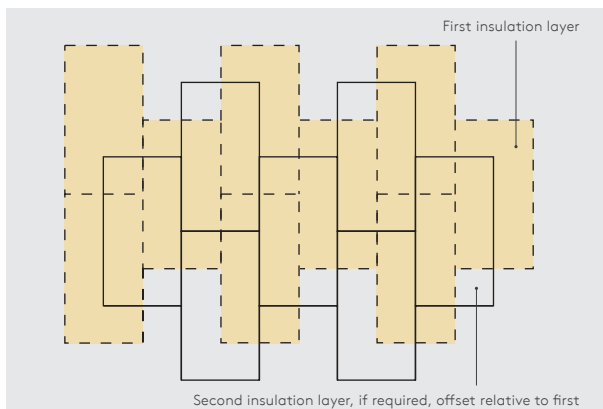 First insulation layer
Second insulation layer, if required, offset relative to first